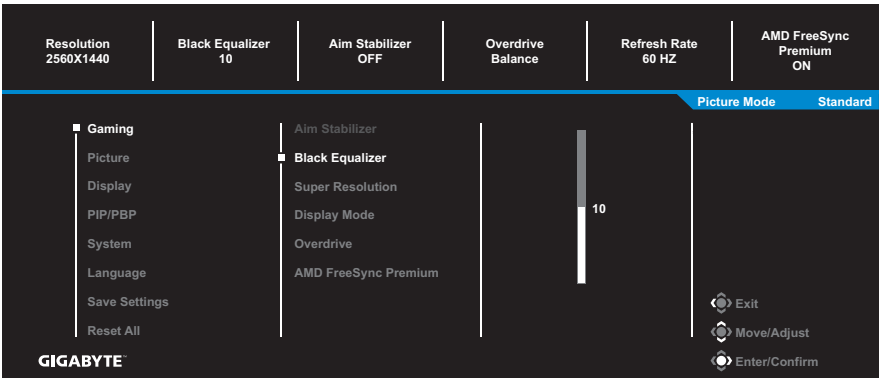 Resolution
2560X1440
Black Equalizer
10
Aim Stabilizer
OFF
Overdrive
Balance
Refresh Rate
60 HZ
AMD FreeSync
Premium
ON
Picture Mode Standard
Gaming
Picture
Display
PIP/PBP
System
Language
Save Settings
Reset All
Aim Stabilizer
Black Equalizer
Super Resolution
Display Mode
Overdrive
AMD FreeSync Premium
10
Exit
Move/Adjust
Enter/Confirm
GIGABYTE™